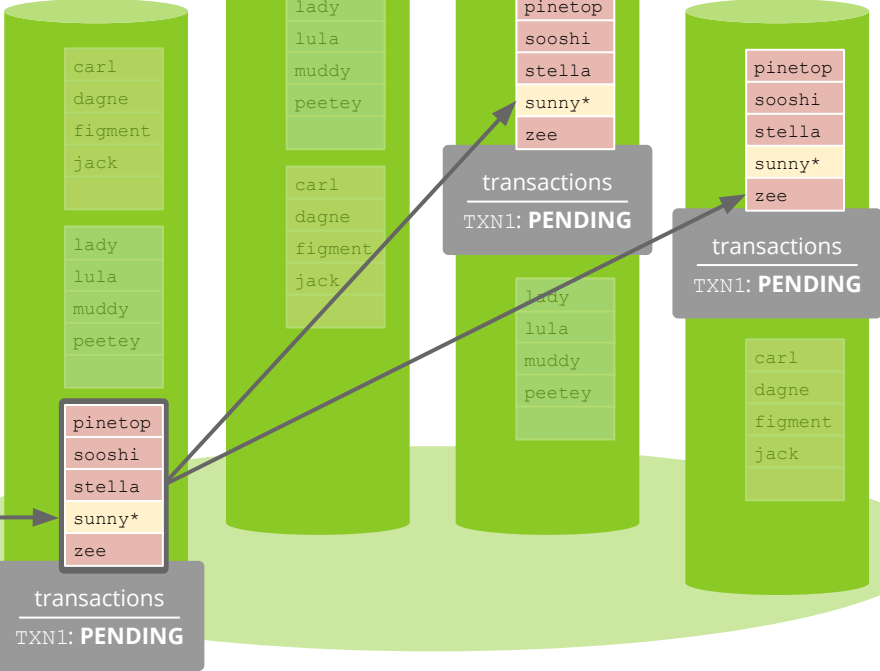 carl
dagne
figment
jack
lady
lula
muddy
peetey
pinetop
sooshi
stella
sunny*
zee
transactions
TXN1: PENDING
lady
lula
muddy
peetey
carl
dagne
figment
jack
pinetop
sooshi
stella
sunny*
zee
transactions
TXN1: PENDING
lady
lula
muddy
peetey
pinetop
sooshi
stella
sunny*
zee
transactions
TXN1: PENDING
carl
dagne
figment
jack